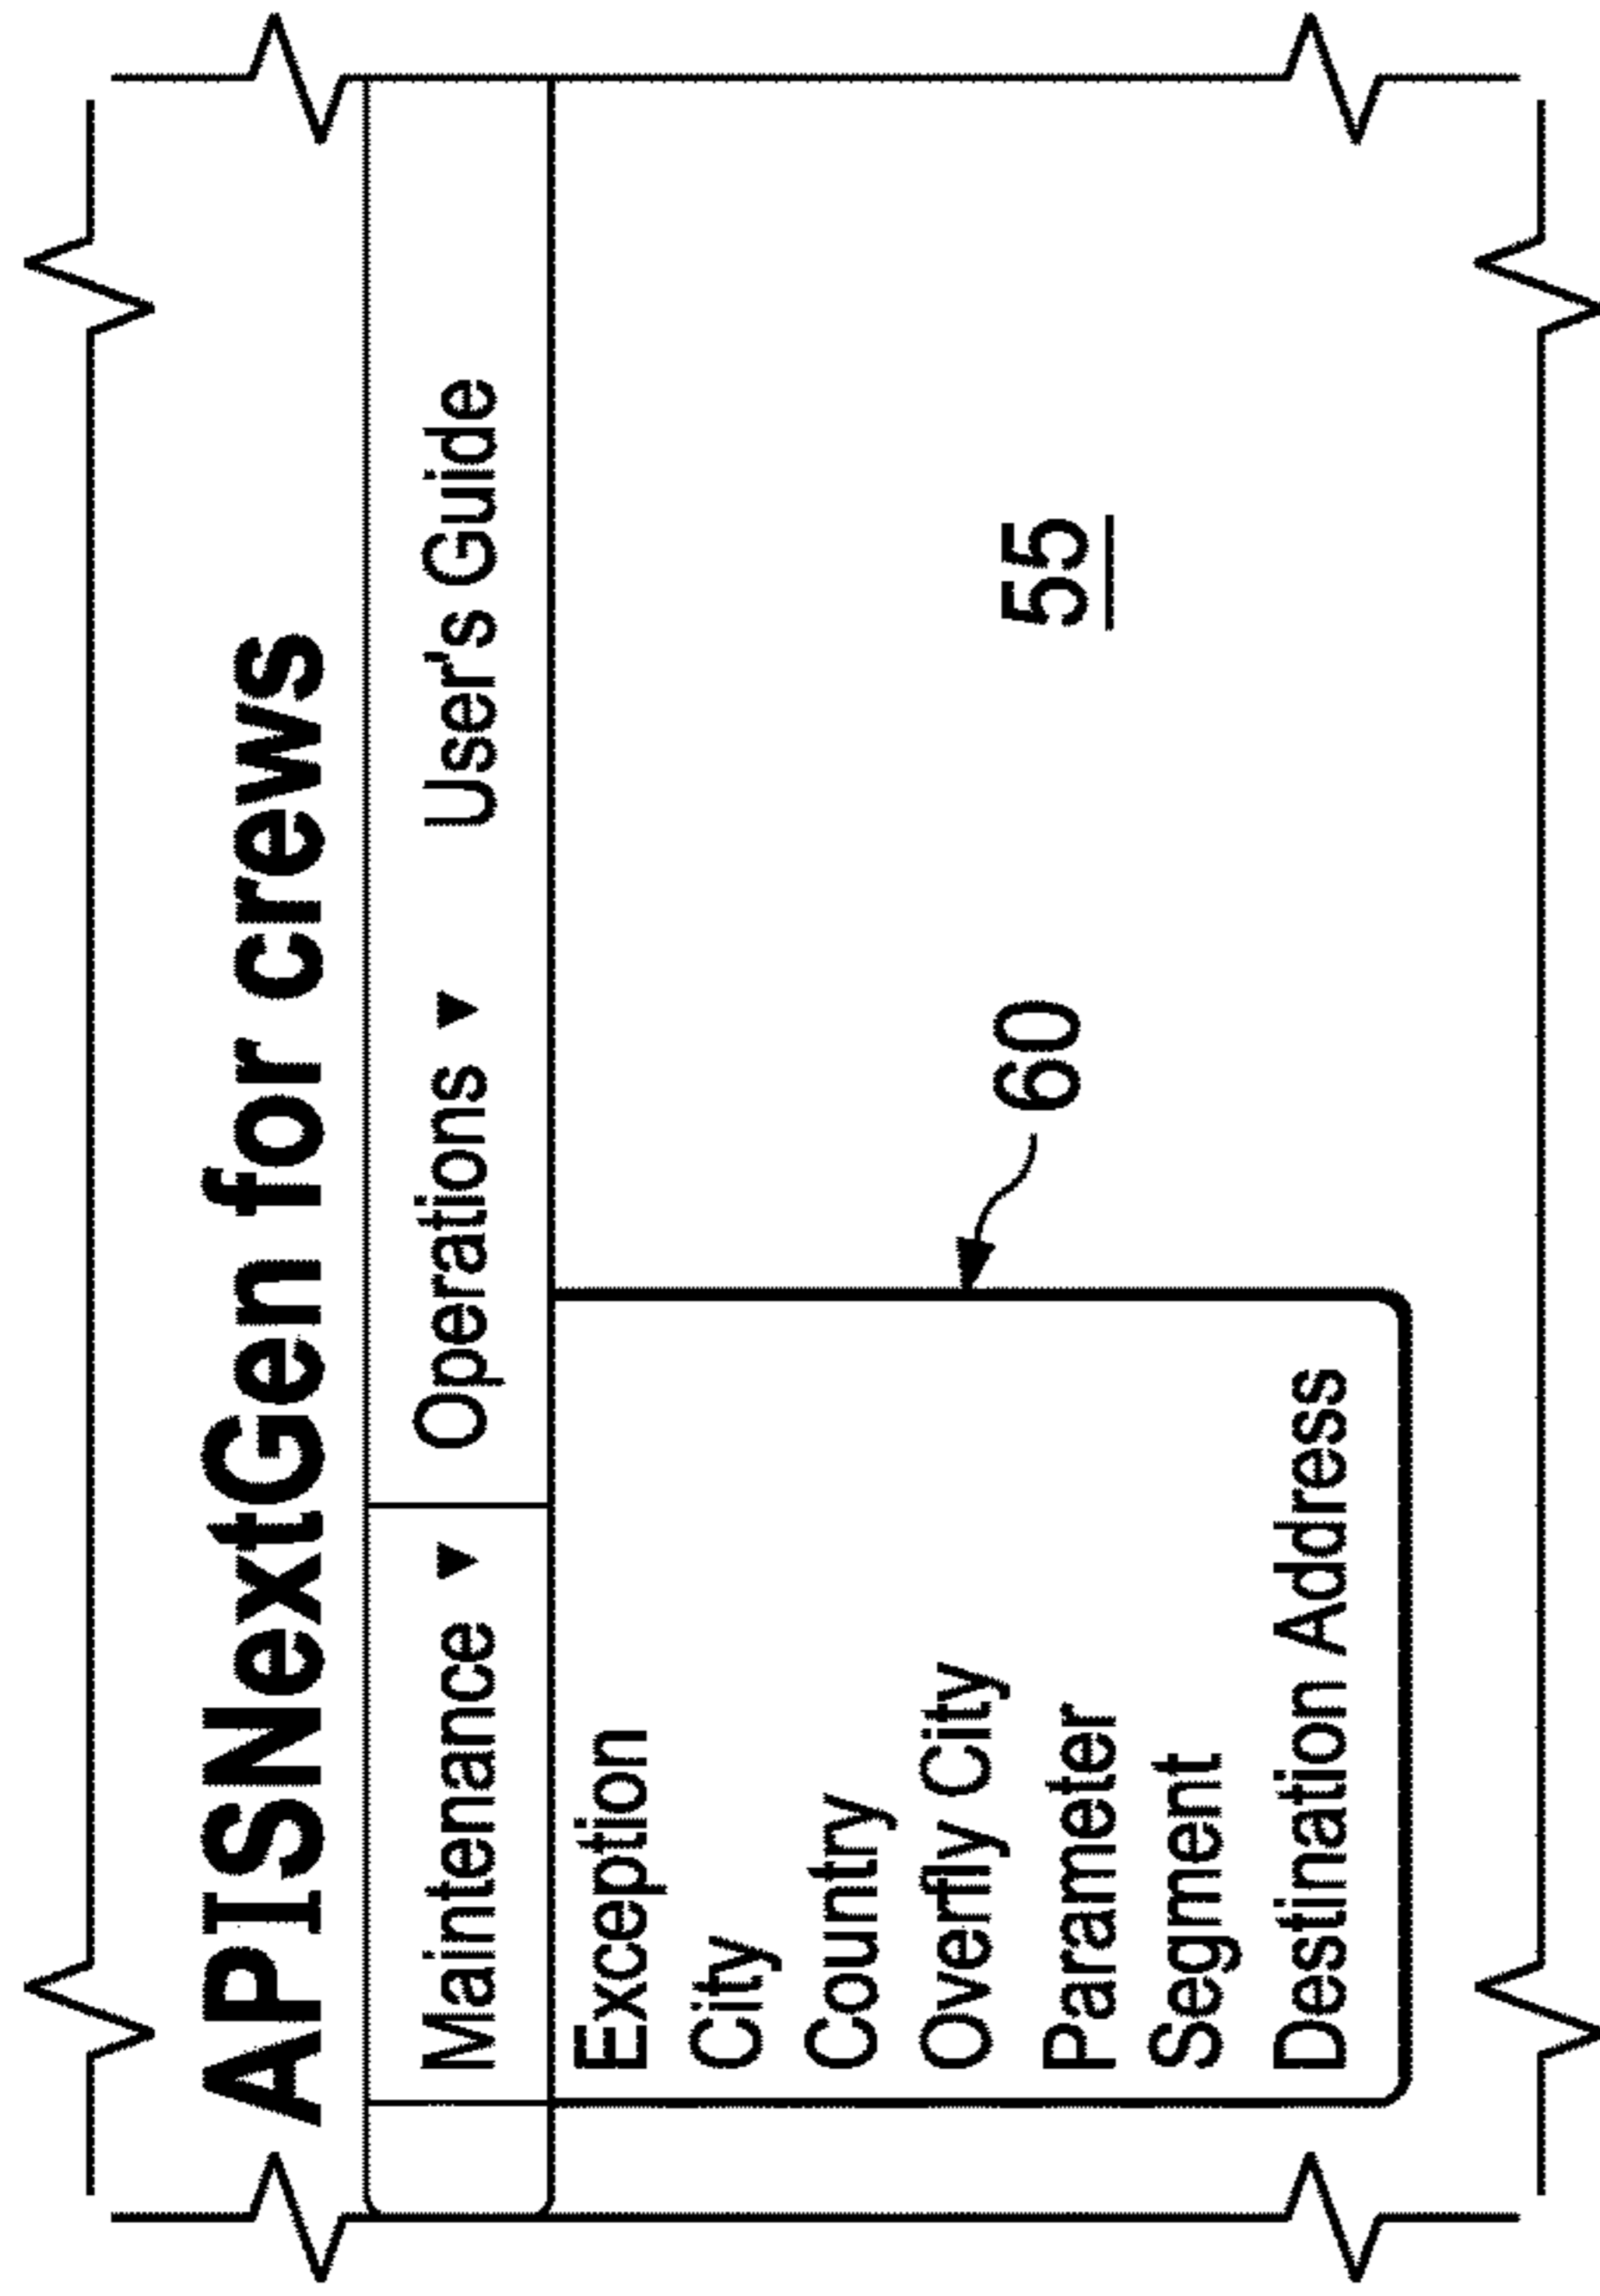 APISNextGen for crews
Maintenance ▼ Operations ▼ User's Guide
Exception
City
Country
Overfly City
Parameter
Segment
Destination Address
60
55